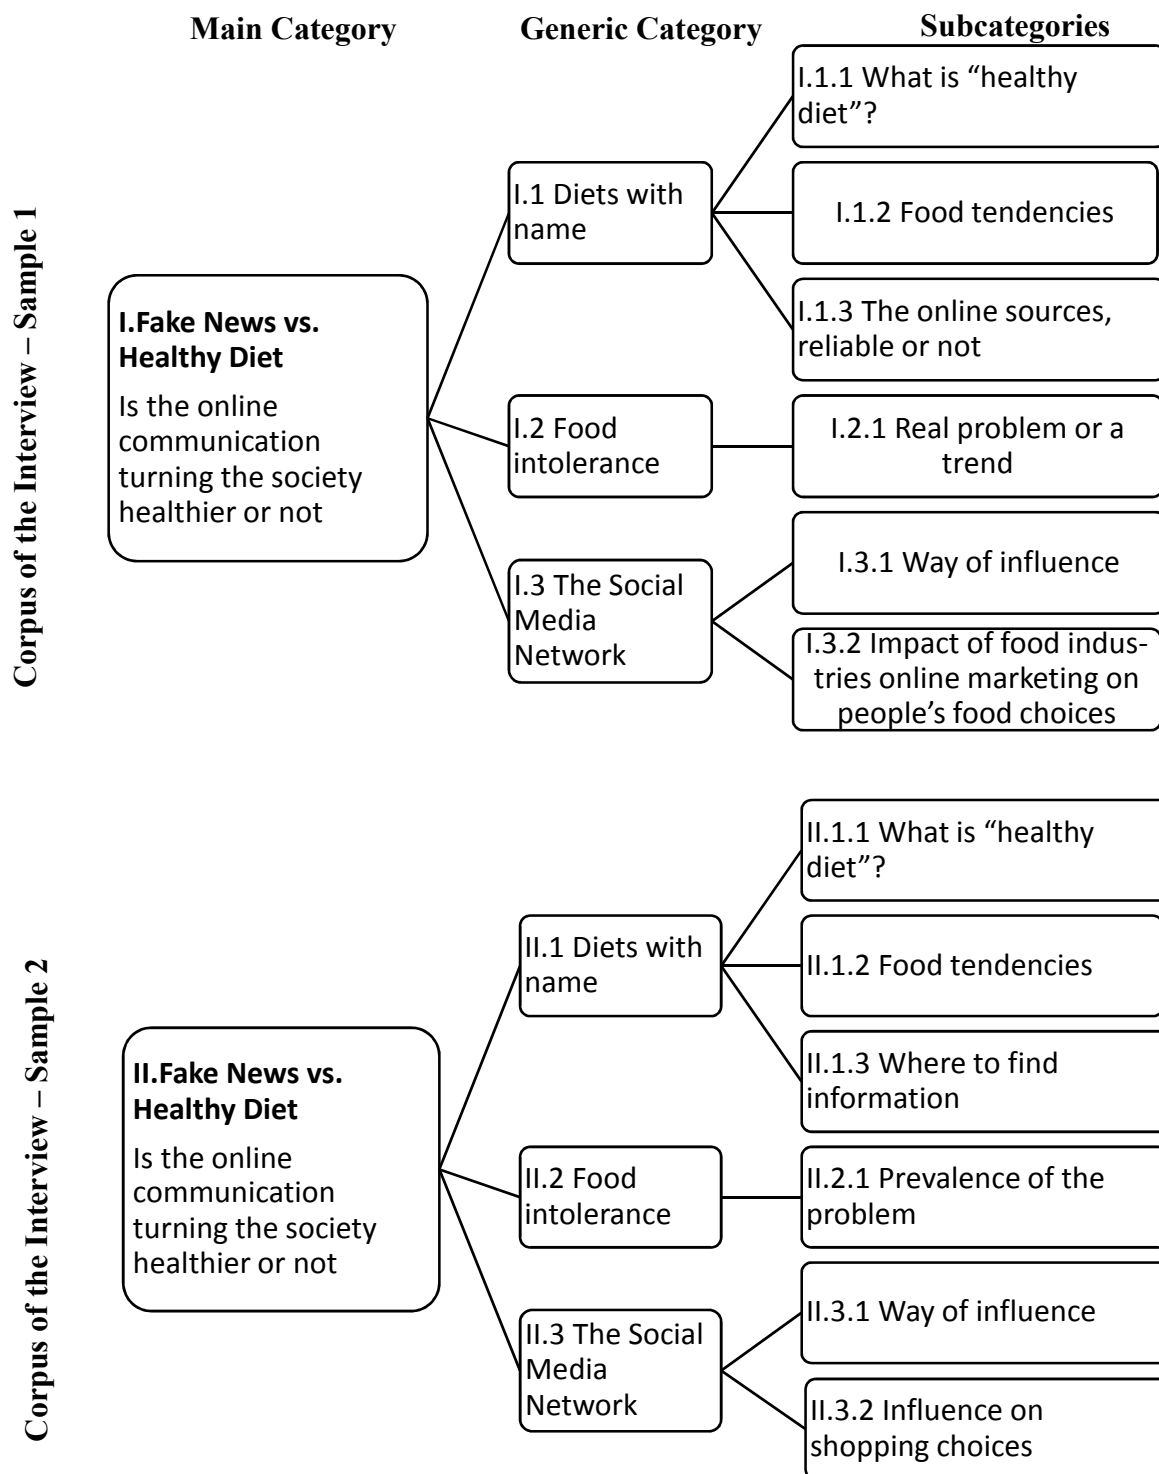 Main Category
Generic Category
Subcategories
Corpus of the Interview – Sample 1
I.Fake News vs.
Healthy Diet
Is the online
communication
turning the society
healthier or not
I.1 Diets with
name
I.1.1 What is “healthy
diet”?
I.1.2 Food tendencies
I.1.3 The online sources,
reliable or not
I.2 Food
intolerance
I.2.1 Real problem or a
trend
I.3 The Social
Media
Network
I.3.1 Way of influence
I.3.2 Impact of food indus-
tries online marketing on
people’s food choices
Corpus of the Interview – Sample 2
II.Fake News vs.
Healthy Diet
Is the online
communication
turning the society
healthier or not
II.1 Diets with
name
II.1.1 What is “healthy
diet”?
II.1.2 Food tendencies
II.1.3 Where to find
information
II.2 Food
intolerance
II.2.1 Prevalence of the
problem
II.3 The Social
Media
Network
II.3.1 Way of influence
II.3.2 Influence on
shopping choices